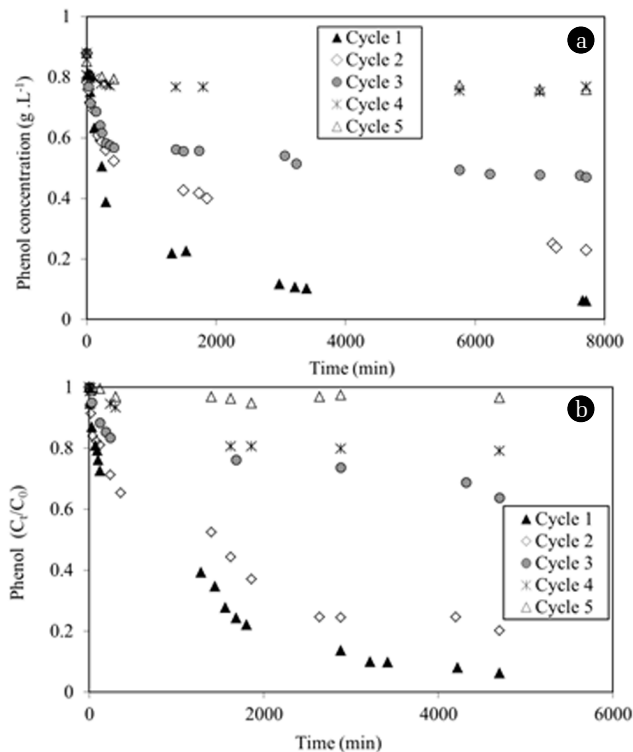 a
Phenol concentration (g .L-1)
1
0.8
0.6
0.4
0.2
0
Cycle 1
Cycle 2
Cycle 3
Cycle 4
Cycle 5
0 2000 4000 6000 8000
Time (min)
b
Phenol (Ct/C0)
1
0.8
0.6
0.4
0.2
0
Cycle 1
Cycle 2
Cycle 3
Cycle 4
Cycle 5
0 2000 4000 6000
Time (min)